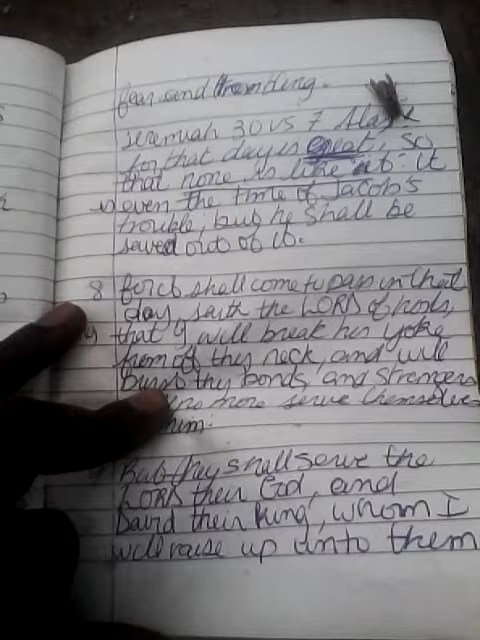 fear and trembling.
Jeremiah 30 vs 7 Alas
for that day is great, so
that none is like it: it
even the time of Jacob's
trouble; but he shall be
saved out of it.
8 for it shall come to pass in that
day, saith the LORD of hosts,
that I will break his yoke
from off thy neck, and will
Burst thy bonds, and strangers
no more serve themselves
him:
But they shall serve the
LORD their God, and
David their King, whom I
will raise up unto them